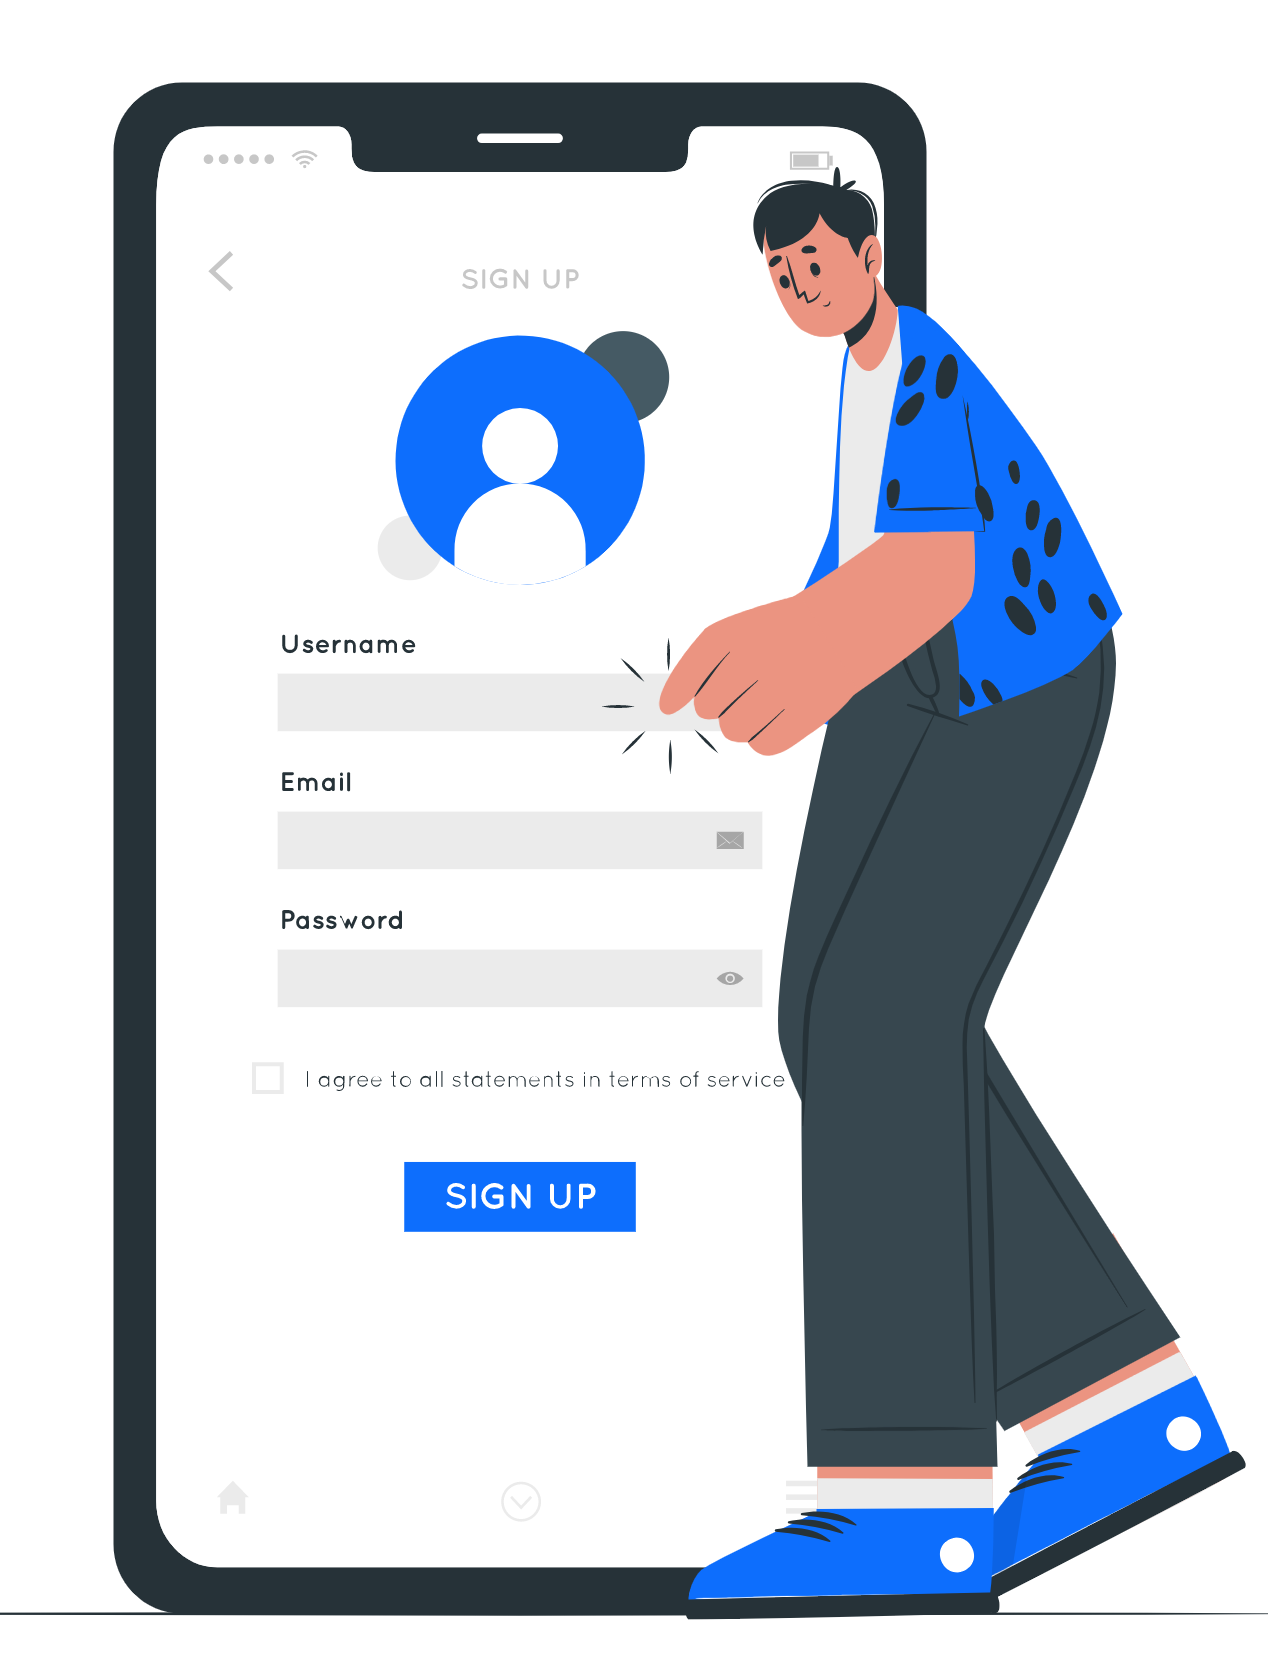 SIGN UP
Username
Email
Password
I agree to all statements in terms of service
SIGN UP